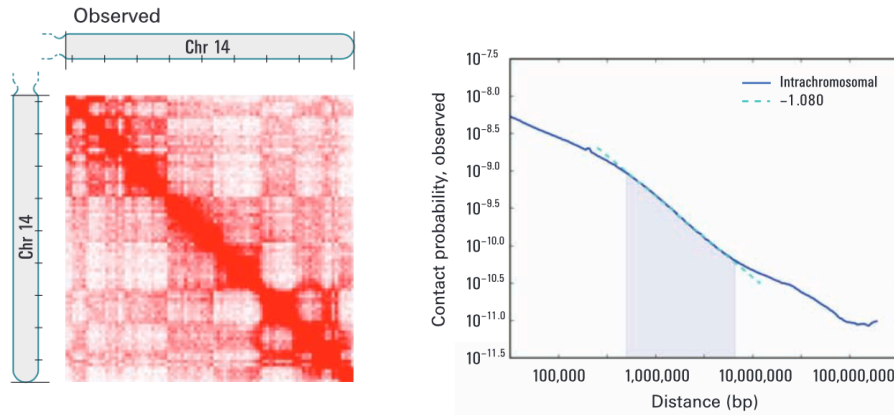 Observed
Chr 14
Chr 14
Contact probability, observed
10^−7.5
10^−8.0
10^−8.5
10^−9.0
10^−9.5
10^−10.0
10^−10.5
10^−11.0
10^−11.5
Intrachromosomal
−1.080
100,000
1,000,000
10,000,000
100,000,000
Distance (bp)